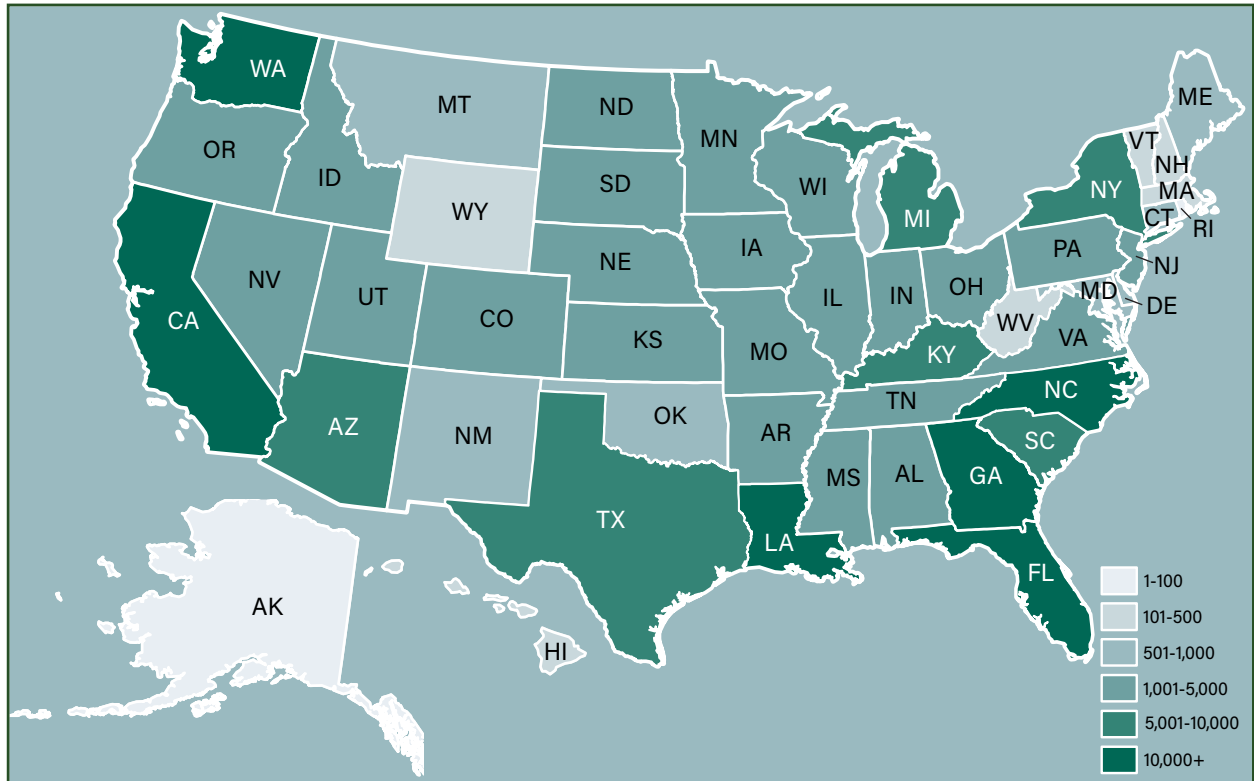 WA
MT
ND
MN
ME
VT
NH
OR
ID
SD
WI
MI
NY
MA
WY
CT
RI
IA
PA
NE
NJ
NV
UT
IL
IN
OH
MD
DE
CO
CA
KS
MO
WV
VA
KY
NC
TN
AZ
NM
OK
AR
SC
MS
AL
GA
TX
LA
FL
AK
HI
1-100
101-500
501-1,000
1,001-5,000
5,001-10,000
10,000+